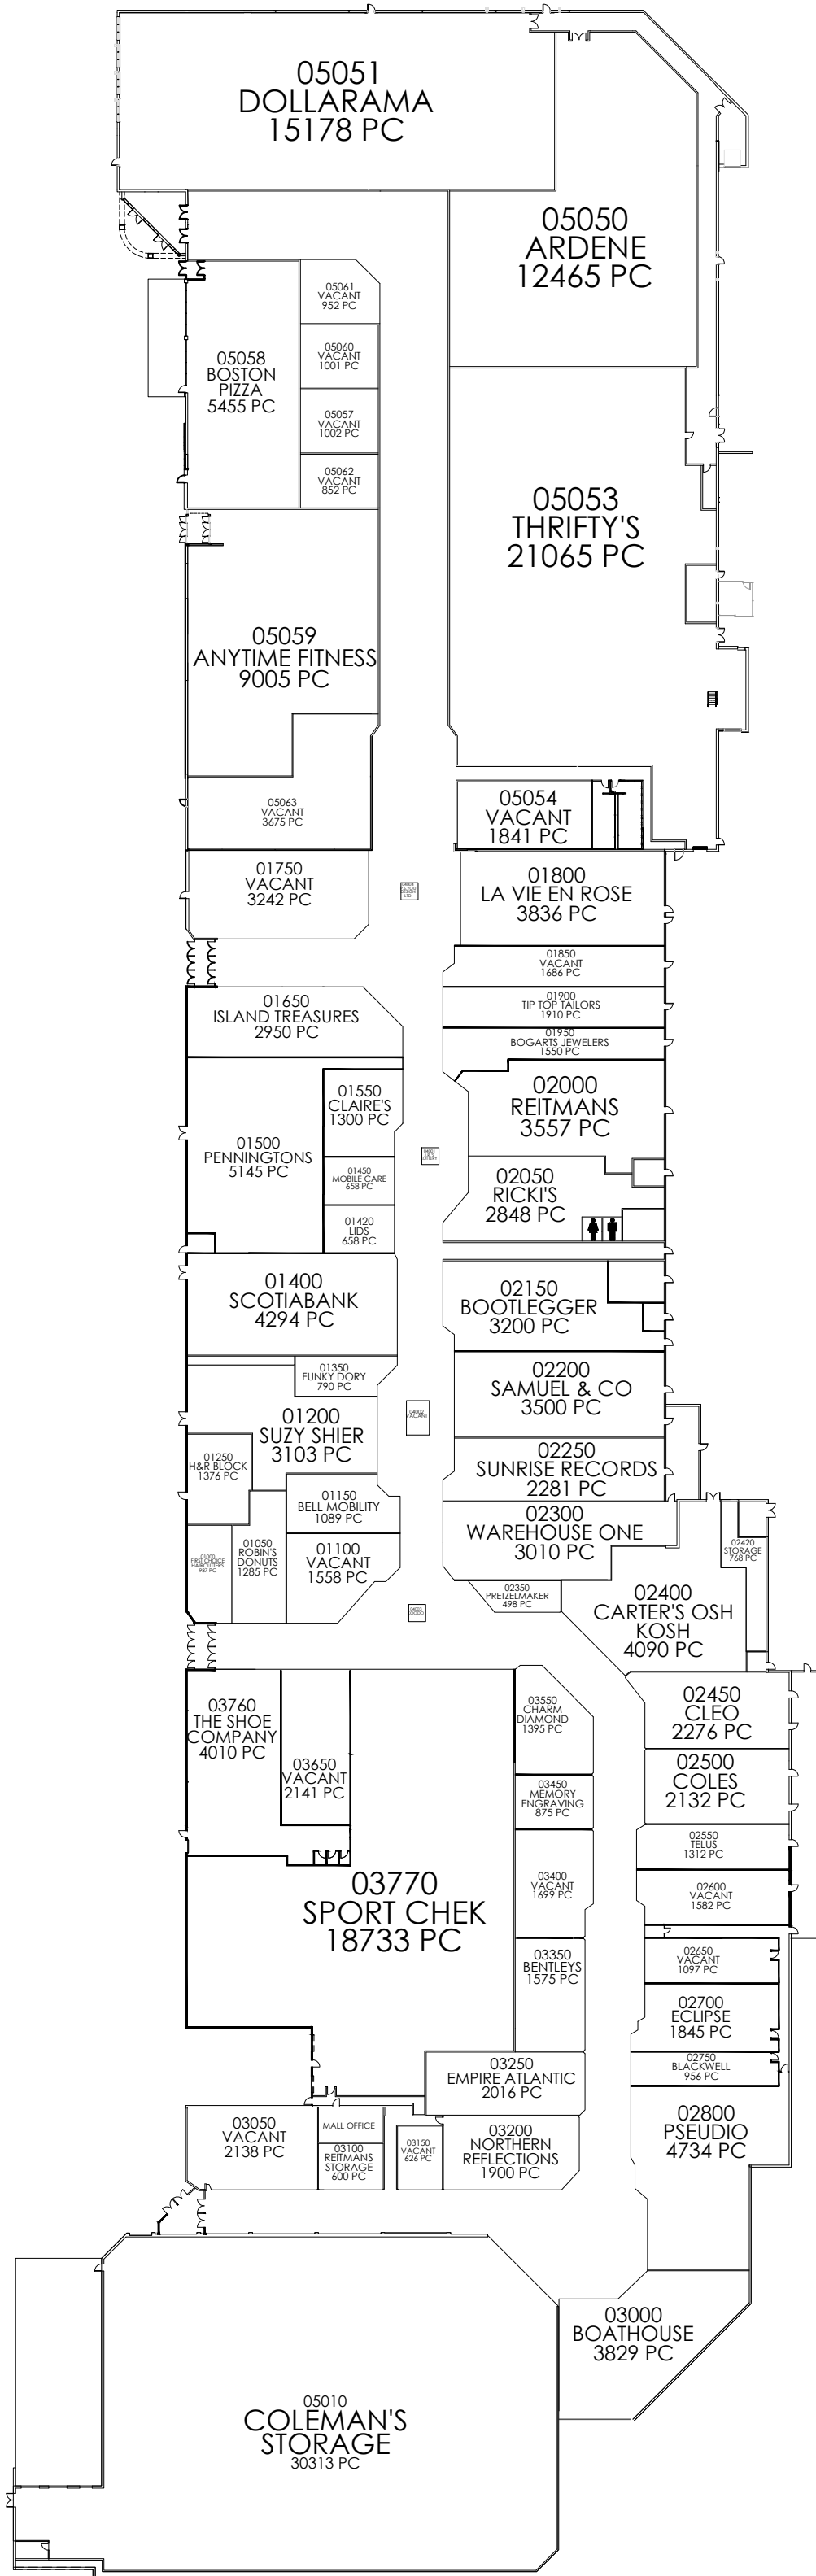 05051
DOLLARAMA
15178 PC
05050
ARDENE
12465 PC
05061
VACANT
952 PC
05060
VACANT
1001 PC
05058
BOSTON
PIZZA
5455 PC
05057
VACANT
1002 PC
05062
VACANT
852 PC
05053
THRIFTY'S
21065 PC
05059
ANYTIME FITNESS
9005 PC
05063
VACANT
3675 PC
05054
VACANT
1841 PC
01750
VACANT
3242 PC
01800
LA VIE EN ROSE
3836 PC
01850
VACANT
1686 PC
01650
ISLAND TREASURES
2950 PC
01900
TIP TOP TAILORS
1910 PC
01950
BOGARTS JEWELERS
1550 PC
01550
CLAIRE'S
1300 PC
02000
REITMANS
3557 PC
01500
PENNINGTONS
5145 PC
01450
MOBILE CARE
658 PC
02050
RICKI'S
2848 PC
01420
LIDS
658 PC
01400
SCOTIABANK
4294 PC
02150
BOOTLEGGER
3200 PC
01350
FUNKY DORY
790 PC
02200
SAMUEL & CO
3500 PC
01200
SUZY SHIER
3103 PC
04002
VACANT
01250
H&R BLOCK
1376 PC
02250
SUNRISE RECORDS
2281 PC
01150
BELL MOBILITY
1089 PC
02300
WAREHOUSE ONE
3010 PC
01000
FIRST CHOICE
HAIRCUTTERS
987 PC
01050
ROBIN'S
DONUTS
1285 PC
01100
VACANT
1558 PC
02420
STORAGE
768 PC
02350
PRETZELMAKER
498 PC
02400
CARTER'S OSH
KOSH
4090 PC
03760
THE SHOE
COMPANY
4010 PC
03650
VACANT
2141 PC
03550
CHARM
DIAMOND
1395 PC
02450
CLEO
2276 PC
03450
MEMORY
ENGRAVING
875 PC
02500
COLES
2132 PC
02550
TELUS
1312 PC
03770
SPORT CHEK
18733 PC
03400
VACANT
1699 PC
02600
VACANT
1582 PC
03350
BENTLEYS
1575 PC
02650
VACANT
1097 PC
02700
ECLIPSE
1845 PC
03250
EMPIRE ATLANTIC
2016 PC
02750
BLACKWELL
956 PC
03050
VACANT
2138 PC
MALL OFFICE
03100
REITMANS
STORAGE
600 PC
03150
VACANT
626 PC
03200
NORTHERN
REFLECTIONS
1900 PC
02800
PSEUDIO
4734 PC
03000
BOATHOUSE
3829 PC
05010
COLEMAN'S
STORAGE
30313 PC